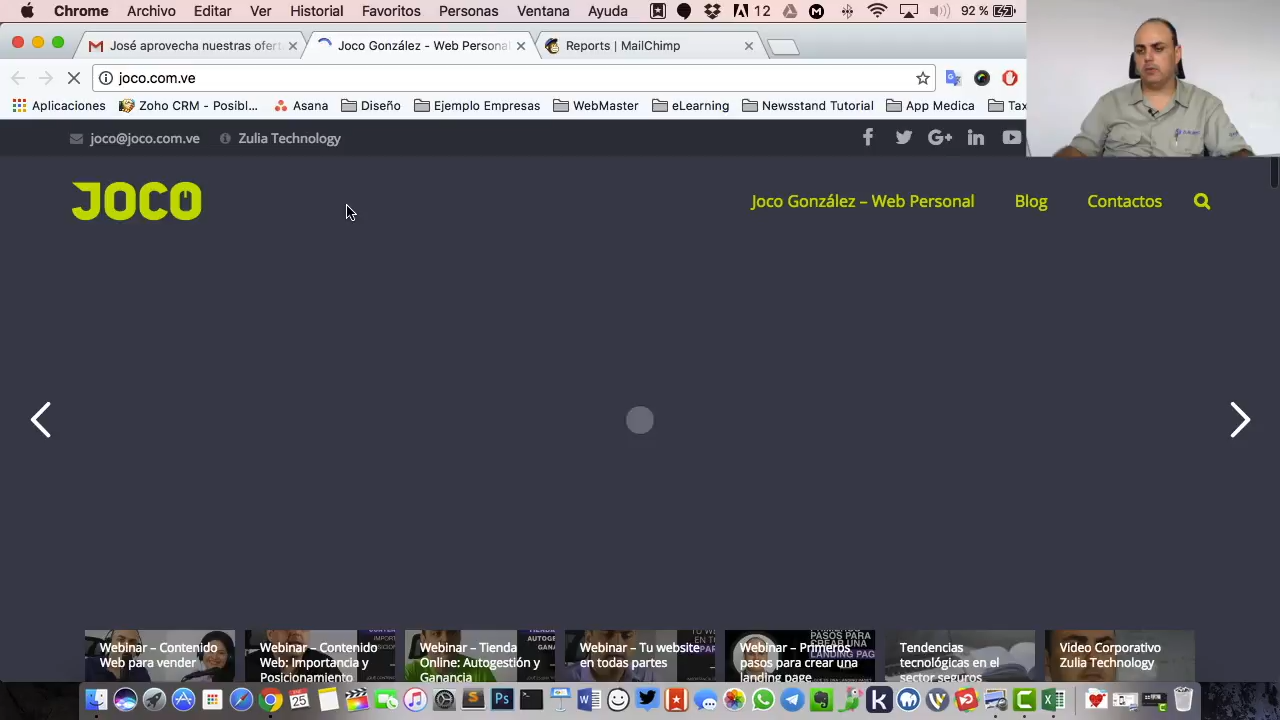 Chrome Archivo Editar Ver Historial Favoritos Personas Ventana Ayuda 12 92 %
José aprovecha nuestras ofer
Joco González - Web Personal
Reports | MailChimp
joco.com.ve
Aplicaciones Zoho CRM - Posibl... Asana Diseño Ejemplo Empresas WebMaster eLearning Newsstand Tutorial App Medica Tax
joco@joco.com.ve Zulia Technology
JOCO
Joco González – Web Personal Blog Contactos
Webinar – Contenido
Web para vender
Webinar – Contenido
Web: Importancia y
Posicionamiento
Webinar – Tienda
Online: Autogestión y
Ganancia
Webinar – Tu website
en todas partes
Webinar – Primeros
pasos para crear una
landing page
Tendencias
tecnológicas en el
sector seguros
Video Corporativo
Zulia Technology